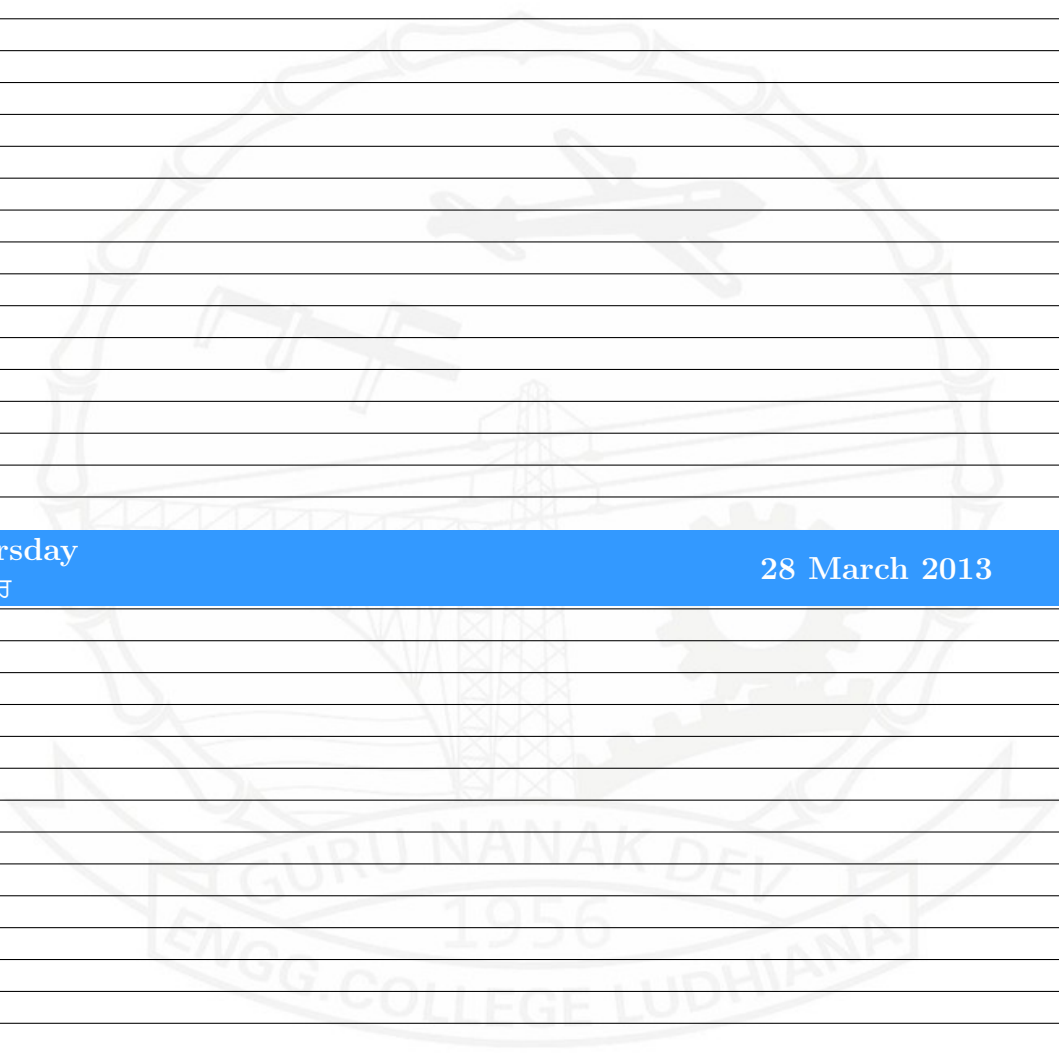 rsday
ਰ
28 March 2013
GURU NANAK DEV
1956
ENGG.COLLEGE LUDHIANA